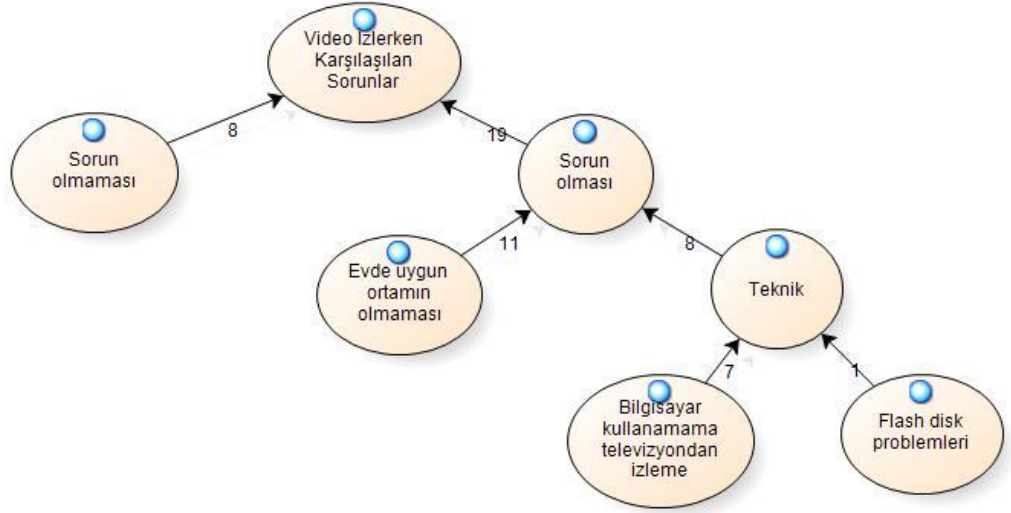 Video İzlerken
Karşılaşılan
Sorunlar
8
19
Sorun
olmaması
Sorun
olması
11
8
Evde uygun
ortamın
olmaması
Teknik
7
1
Bilgisayar
kullanamama
televizyondan
izleme
Flash disk
problemleri